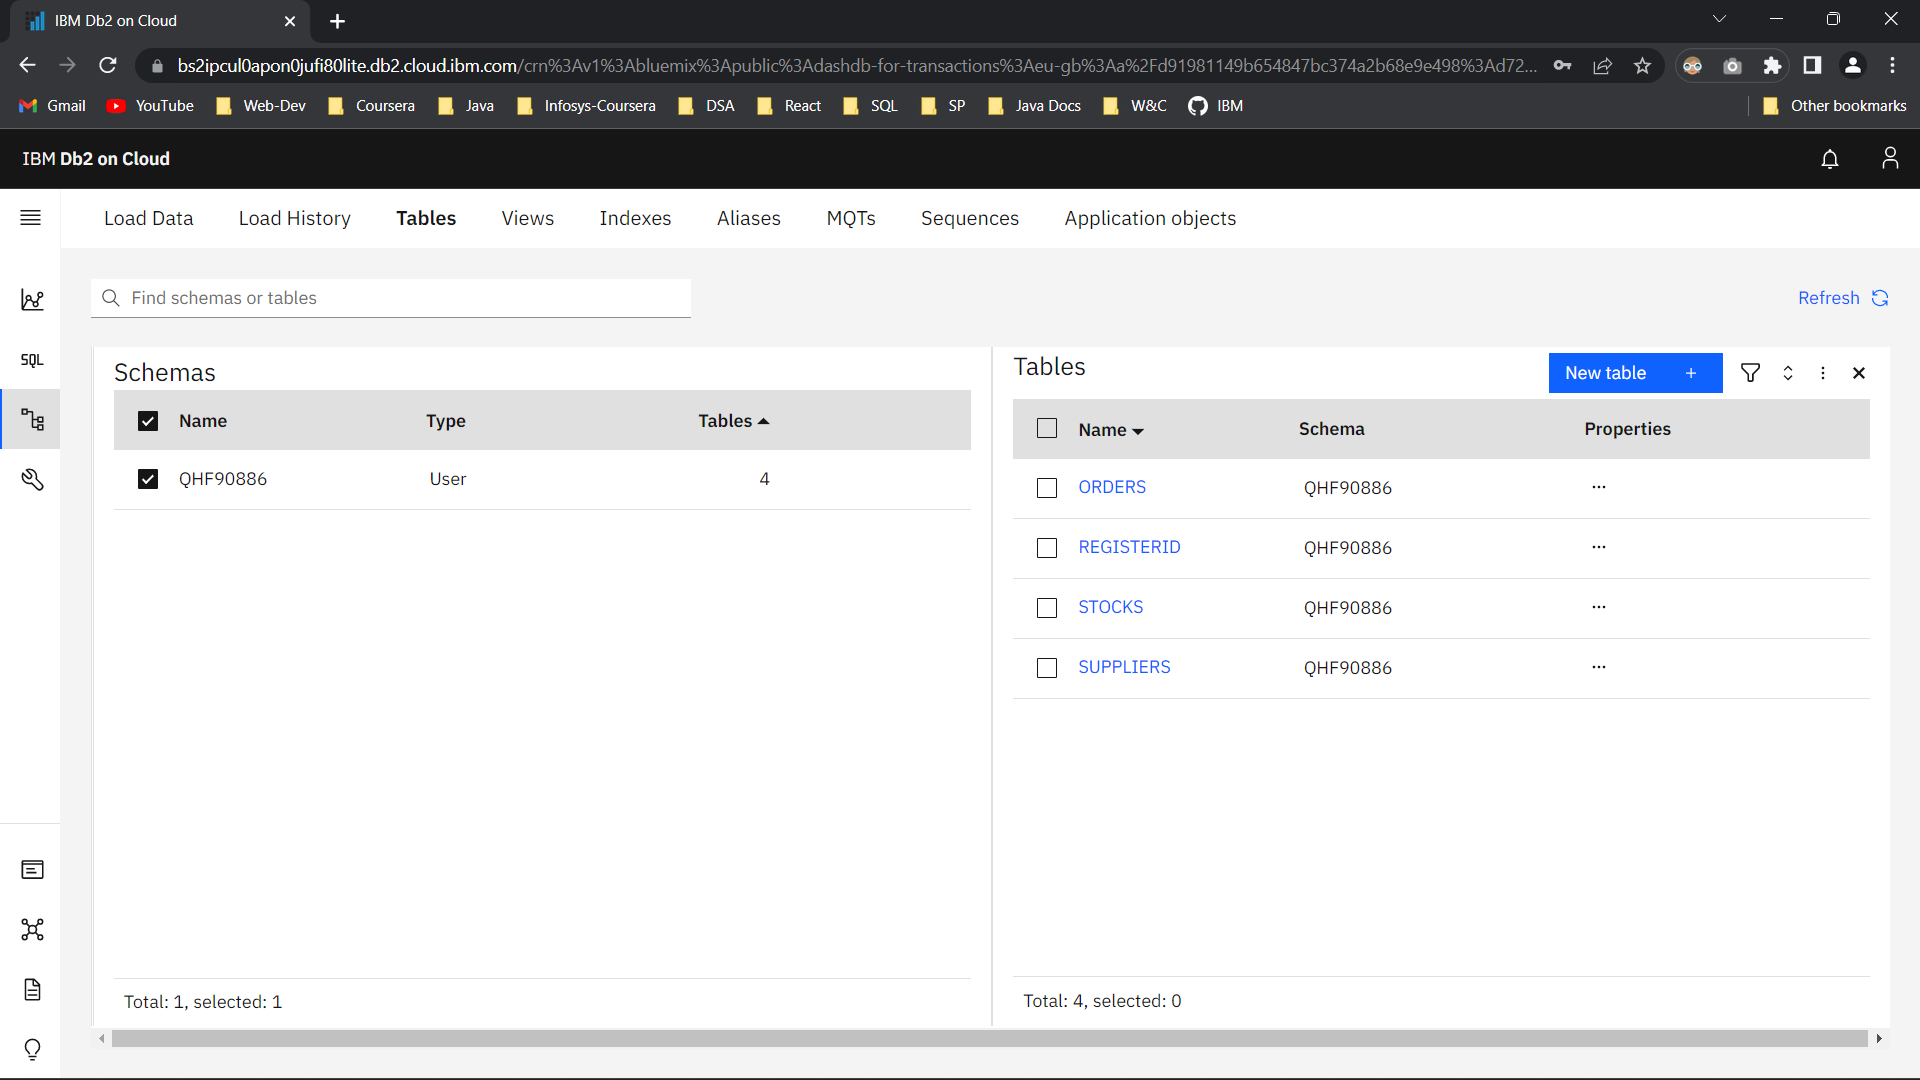 IBM Db2 on Cloud
bs2ipcul0apon0jufi80lite.db2.cloud.ibm.com/crn%3Av1%3Abluemix%3Apublic%3Adashdb-for-transactions%3Aeu-gb%3Aa%2Fd91981149b654847bc374a2b68e9e498%3Ad72...
Gmail YouTube Web-Dev Coursera Java Infosys-Coursera DSA React SQL SP Java Docs W&C IBM Other bookmarks
IBM Db2 on Cloud
Load Data Load History Tables Views Indexes Aliases MQTs Sequences Application objects
Find schemas or tables
Refresh
SQL
Schemas
Name Type Tables
QHF90886 User 4
Total: 1, selected: 1
Tables
New table +
Name Schema Properties
ORDERS QHF90886 ...
REGISTERID QHF90886 ...
STOCKS QHF90886 ...
SUPPLIERS QHF90886 ...
Total: 4, selected: 0